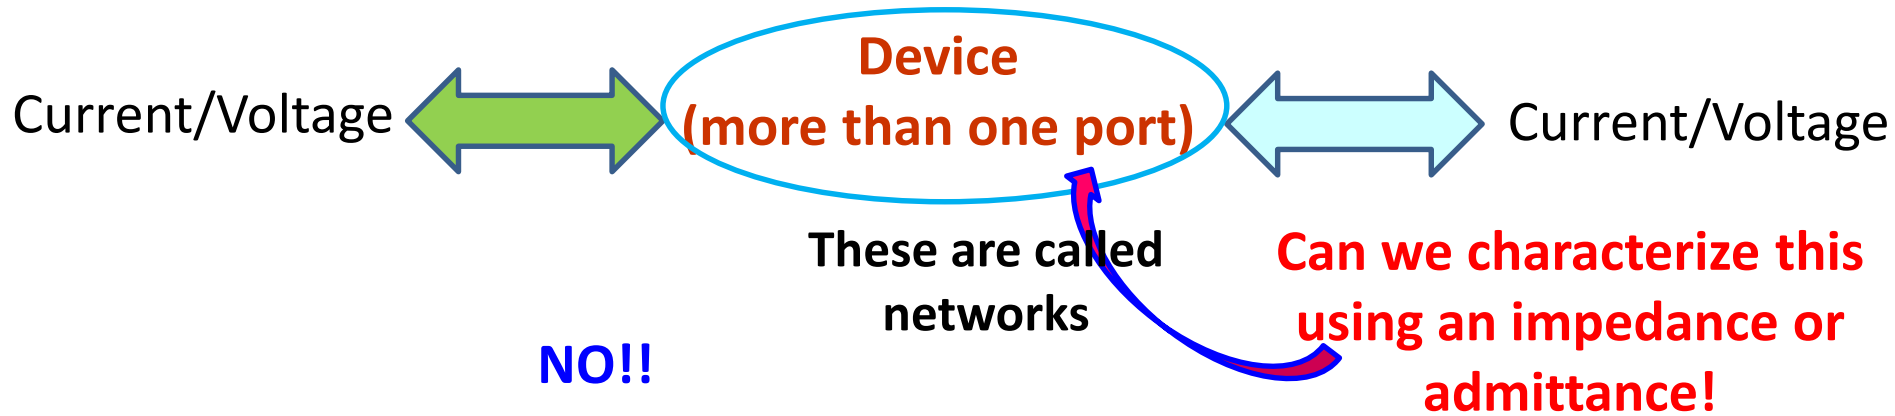 Current/Voltage
Device
(more than one port)
Current/Voltage
These are called
networks
Can we characterize this
using an impedance or
admittance!
NO!!